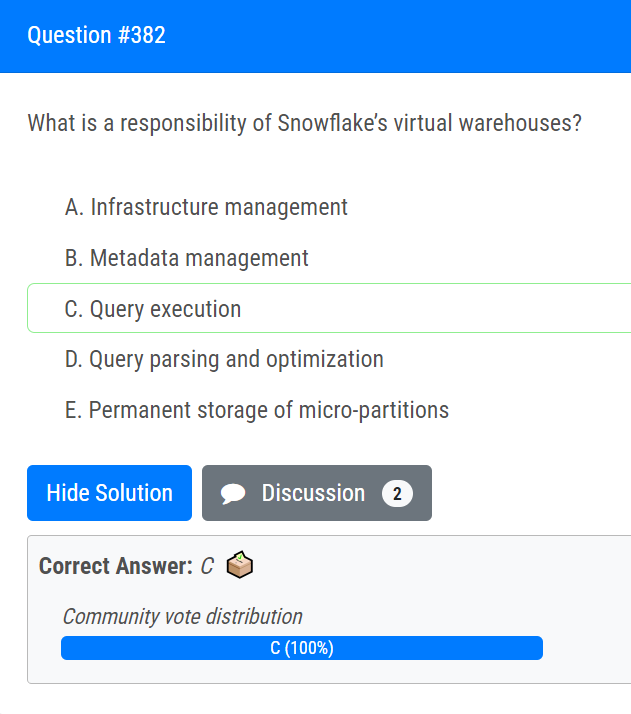 Question #382
What is a responsibility of Snowflake’s virtual warehouses?
A. Infrastructure management
B. Metadata management
C. Query execution
D. Query parsing and optimization
E. Permanent storage of micro-partitions
Hide Solution Discussion 2
Correct Answer: C
Community vote distribution
C (100%)